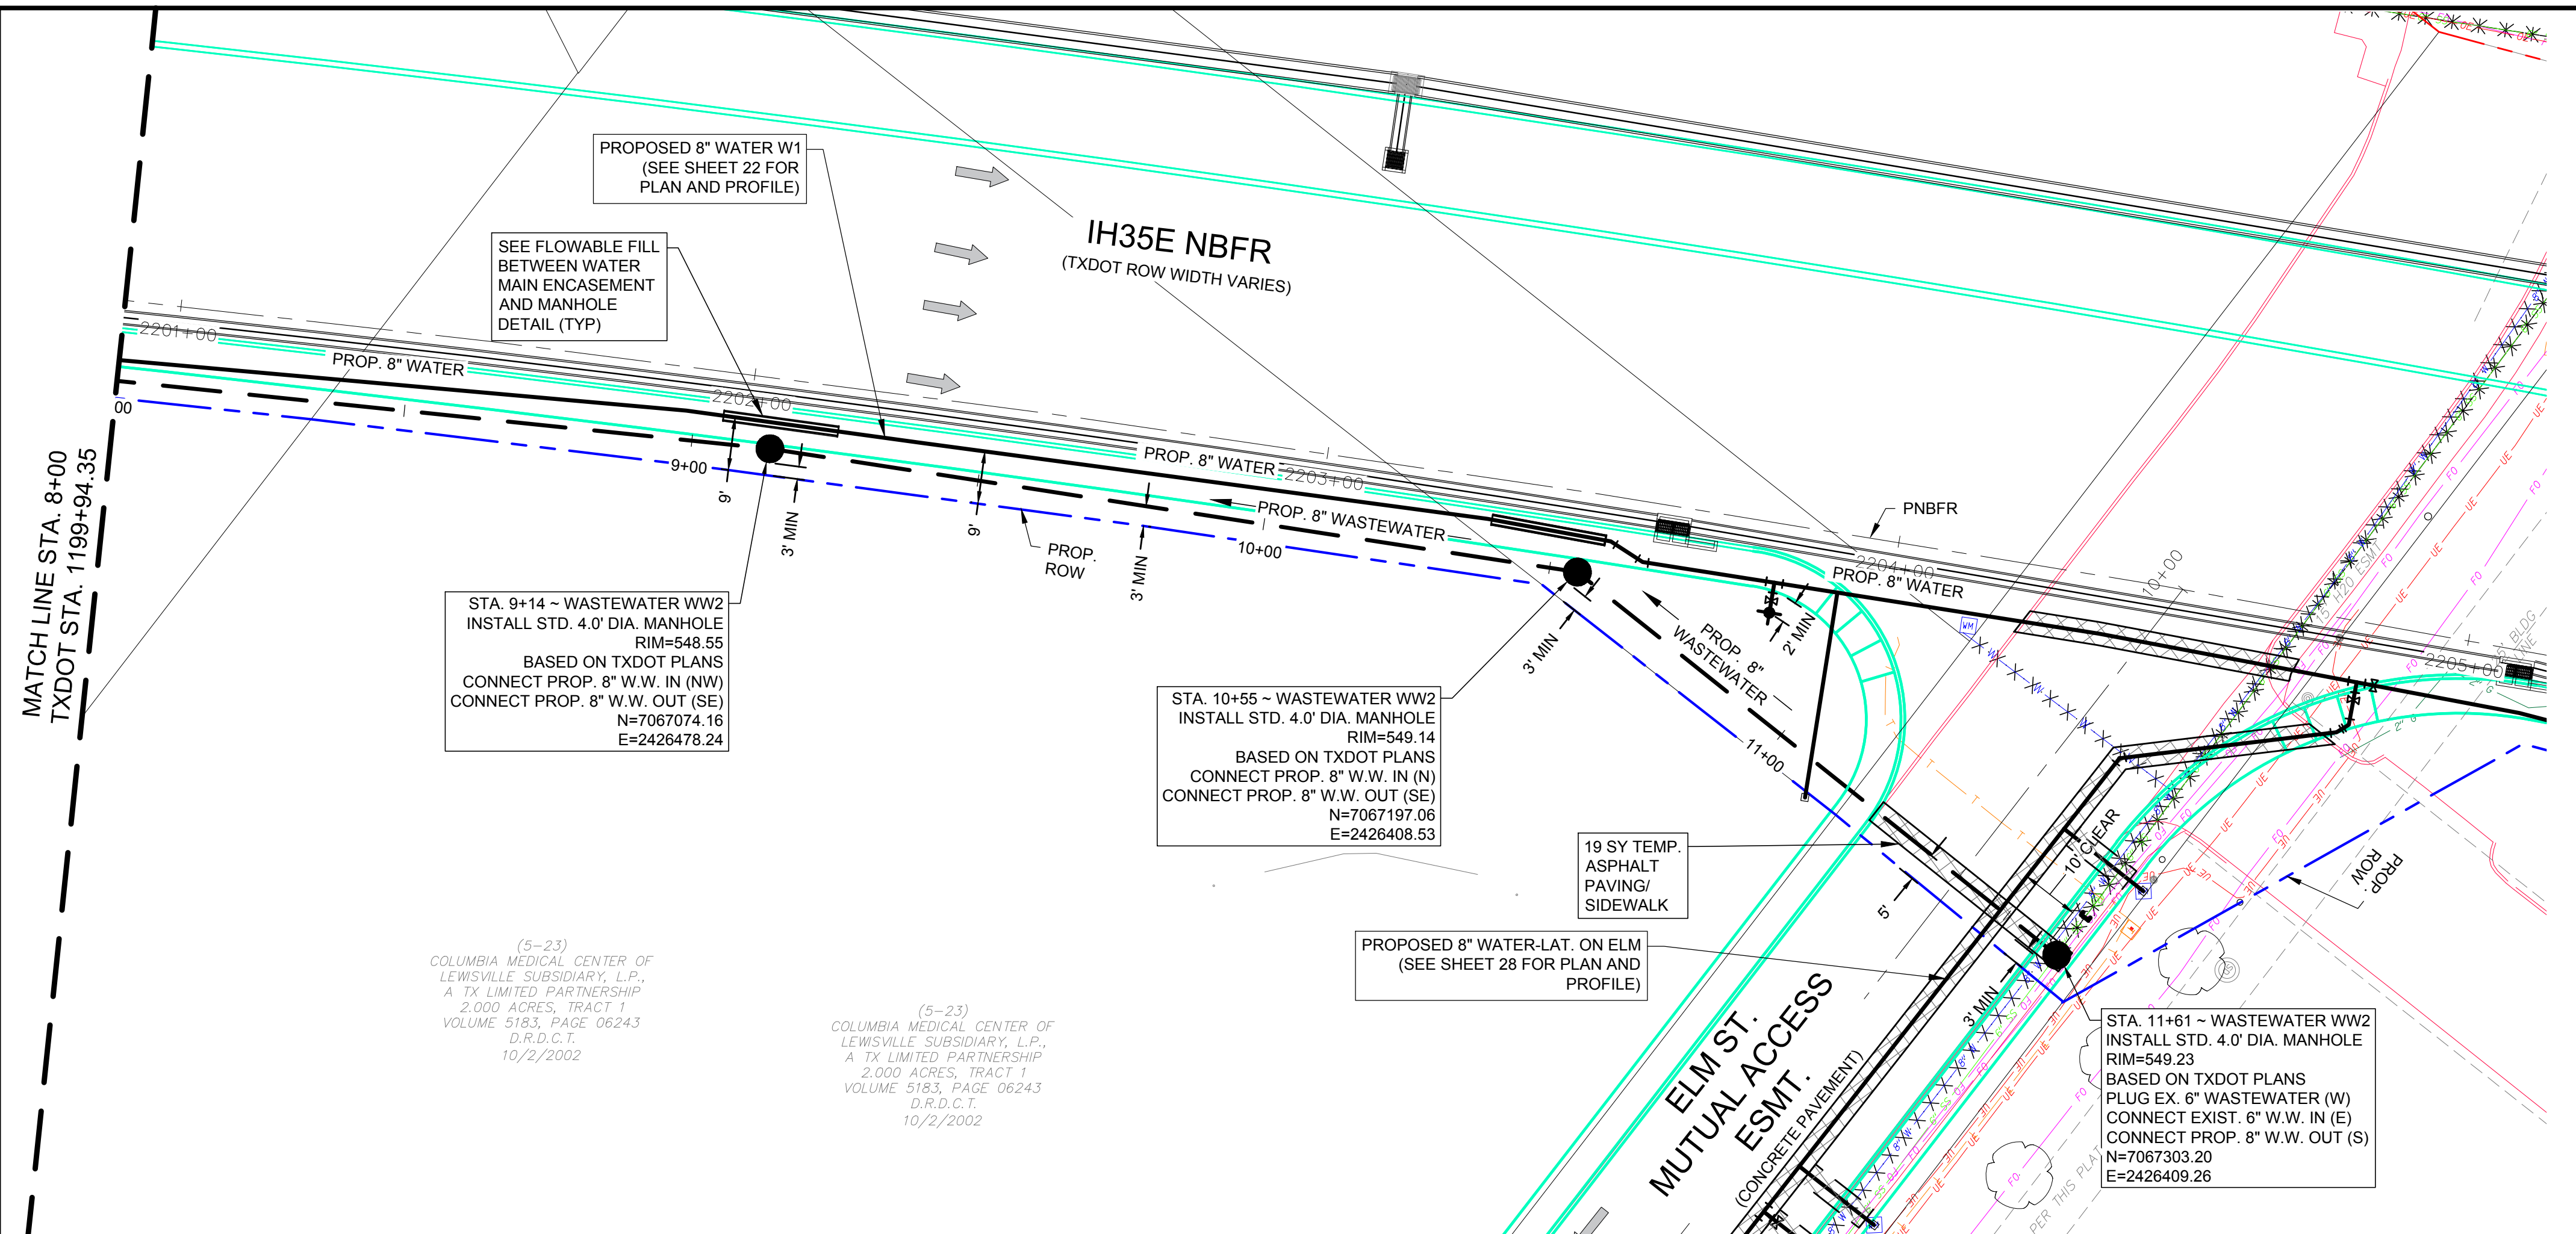 PROPOSED 8" WATER W1
(SEE SHEET 22 FOR
PLAN AND PROFILE)
SEE FLOWABLE FILL
BETWEEN WATER
MAIN ENCASEMENT
AND MANHOLE
DETAIL (TYP)
IH35E NBFR
(TXDOT ROW WIDTH VARIES)
2201+00
PROP. 8" WATER
2202+00
00
9+00
9'
3' MIN
PROP. 8" WATER
2203+00
PROP. 8" WASTEWATER
9'
3' MIN
PROP.
ROW
10+00
PNBFR
2204+00
PROP. 8" WATER
10+00
15' H20 ESMT
2205+00
BLDG
LINE
2" G
2" G
WM
2' MIN
3' MIN
PROP. 8"
WASTEWATER
11+00
MATCH LINE STA. 8+00
TXDOT STA. 1199+94.35
STA. 9+14 ~ WASTEWATER WW2
INSTALL STD. 4.0' DIA. MANHOLE
RIM=548.55
BASED ON TXDOT PLANS
CONNECT PROP. 8" W.W. IN (NW)
CONNECT PROP. 8" W.W. OUT (SE)
N=7067074.16
E=2426478.24
STA. 10+55 ~ WASTEWATER WW2
INSTALL STD. 4.0' DIA. MANHOLE
RIM=549.14
BASED ON TXDOT PLANS
CONNECT PROP. 8" W.W. IN (N)
CONNECT PROP. 8" W.W. OUT (SE)
N=7067197.06
E=2426408.53
19 SY TEMP.
ASPHALT
PAVING/
SIDEWALK
5'
10' CLEAR
PROP.
ROW
PROPOSED 8" WATER-LAT. ON ELM
(SEE SHEET 28 FOR PLAN AND
PROFILE)
3' MIN
ELM ST.
MUTUAL ACCESS
ESMT.
(CONCRETE PAVEMENT)
STA. 11+61 ~ WASTEWATER WW2
INSTALL STD. 4.0' DIA. MANHOLE
RIM=549.23
BASED ON TXDOT PLANS
PLUG EX. 6" WASTEWATER (W)
CONNECT EXIST. 6" W.W. IN (E)
CONNECT PROP. 8" W.W. OUT (S)
N=7067303.20
E=2426409.26
PER THIS PLAT
(5-23)
COLUMBIA MEDICAL CENTER OF
LEWISVILLE SUBSIDIARY, L.P.,
A TX LIMITED PARTNERSHIP
2.000 ACRES, TRACT 1
VOLUME 5183, PAGE 06243
D.R.D.C.T.
10/2/2002
(5-23)
COLUMBIA MEDICAL CENTER OF
LEWISVILLE SUBSIDIARY, L.P.,
A TX LIMITED PARTNERSHIP
2.000 ACRES, TRACT 1
VOLUME 5183, PAGE 06243
D.R.D.C.T.
10/2/2002